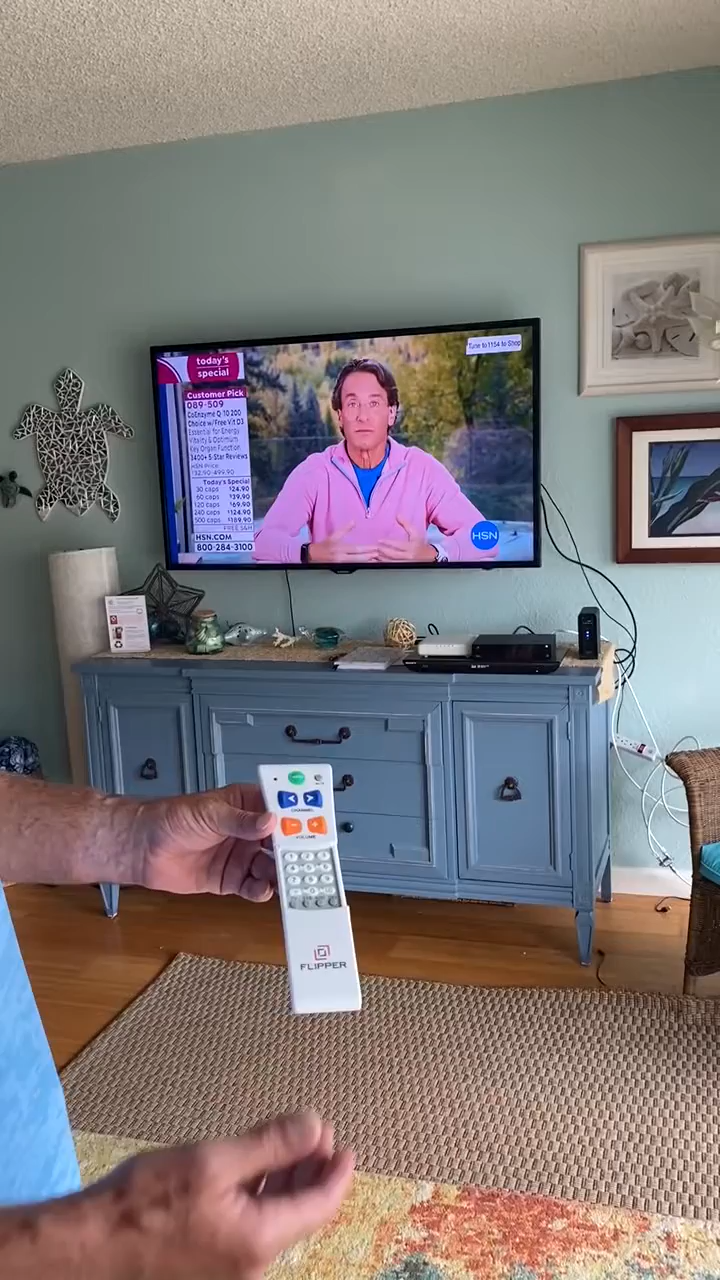 today's
special
Tune to 1154 to Shop
Customer Pick
089-509
CoEnzyme Q-10 200
Choice w/Free Vit D3
Essential for Energy
Vitality & Optimum
Key Organ Function
3400+ 5-Star Reviews
HSN Price:
Today's Special
30 caps $24.90
60 caps $39.90
120 caps $69.90
240 caps $124.90
500 caps $189.90
FREE S&H
HSN.COM
800-284-3100
HSN
CHANNEL
VOLUME
FLIPPER